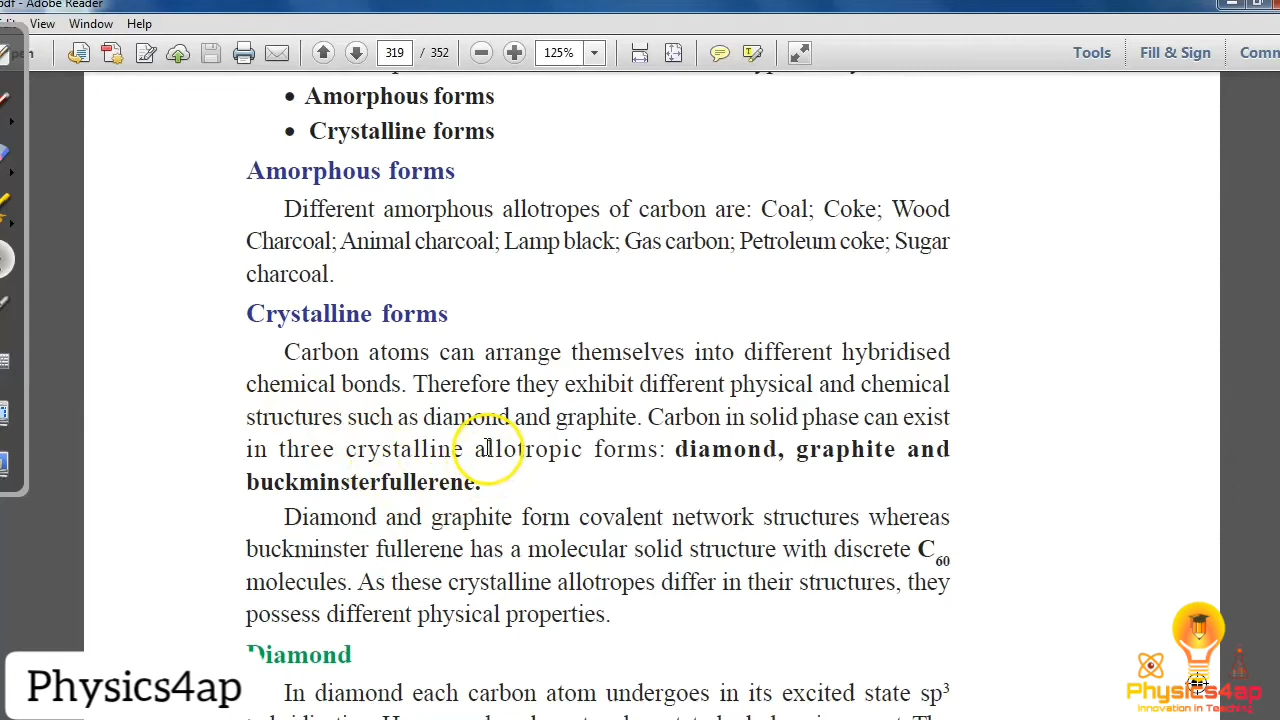 pdf - Adobe Reader
View Window Help
319 / 352 125% Tools Fill & Sign Comm
• Amorphous forms
• Crystalline forms
Amorphous forms
Different amorphous allotropes of carbon are: Coal; Coke; Wood
Charcoal; Animal charcoal; Lamp black; Gas carbon; Petroleum coke; Sugar
charcoal.
Crystalline forms
Carbon atoms can arrange themselves into different hybridised
chemical bonds. Therefore they exhibit different physical and chemical
structures such as diamond and graphite. Carbon in solid phase can exist
in three crystalline allotropic forms: diamond, graphite and
buckminsterfullerene.
Diamond and graphite form covalent network structures whereas
buckminster fullerene has a molecular solid structure with discrete C60
molecules. As these crystalline allotropes differ in their structures, they
possess different physical properties.
Diamond
In diamond each carbon atom undergoes in its excited state sp³
Physics4ap
Physics4ap
Innovation in Teaching